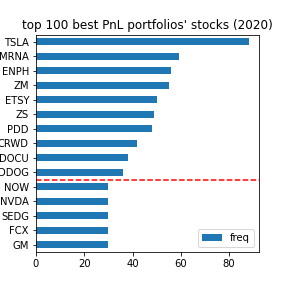 top 100 best PnL portfolios' stocks (2020)
TSLA
MRNA
ENPH
ZM
ETSY
ZS
PDD
CRWD
DOCU
DDOG
NOW
NVDA
SEDG
FCX
GM
freq
0 20 40 60 80